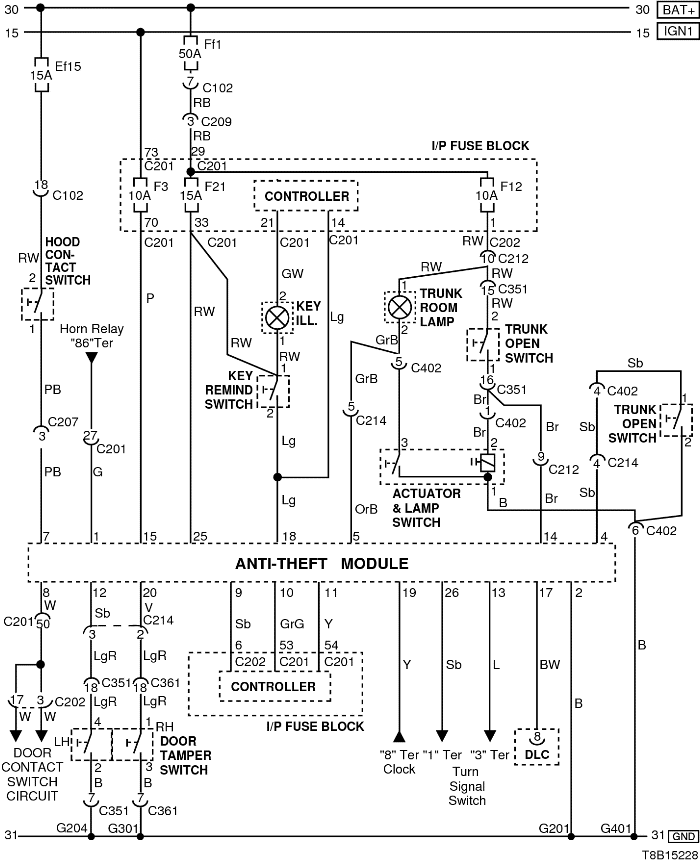 30 30 BAT+
15 15 IGN1
Ef15
15A
Ff1
50A
7 C102
RB
3 C209
RB
I/P FUSE BLOCK
73 29
C201 C201
F3
10A
F21
15A
CONTROLLER
F12
10A
18 C102
70 33 21 14 1
C201 C201 C201 C201 RW C202
10 C212
HOOD
CON-
TACT
SWITCH
RW
2
1
GW
RW RW
15 C351
RW
P
RW
Lg
2
KEY
ILL.
1
RW
RW
TRUNK
ROOM
LAMP
2
GrB
2
TRUNK
OPEN
SWITCH
1
Horn Relay
"86"Ter
KEY
REMIND
SWITCH
1
2
5 C402
GrB
16 C351
Br
1 C402
Br
Sb
4 C402
1
TRUNK
OPEN
SWITCH
2
PB
C207
3
27
C201
Lg
5
C214
Br
Sb
PB G
3 2
9
C212
4 C214
Lg
ACTUATOR
& LAMP
SWITCH
1
B
Sb
OrB
Br
6 C402
7 1 15 25 18 5 14 4
ANTI-THEFT MODULE
8 12 20 9 10 11 19 26 13 17 2
W Sb V Sb GrG Y
C201 50
C214
3 2
6 53 54
B
LgR LgR
C202 C201 C201
Y Sb L BW
18 C351 18 C361
CONTROLLER
17 3 C202
LgR LgR
B
W W
4 1 RH
I/P FUSE BLOCK
LH
DOOR
TAMPER
SWITCH
8
DLC
DOOR
CONTACT
SWITCH
CIRCUIT
2 3
B B
"8" Ter
Clock
"1" Ter "3" Ter
Turn
Signal
Switch
7 C351 7 C361
31 G204 G301 G201 G401 31 GND
T8B15228